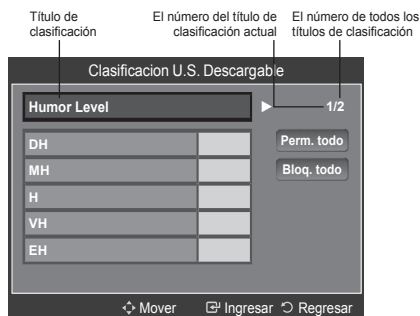 Título de
clasificación
El número del título de
clasificación actual
El número de todos los
títulos de clasificación
Clasificacion U.S. Descargable
Humor Level
1/2
DH
MH
H
VH
EH
Perm. todo
Bloq. todo
Mover
Ingresar
Regresar